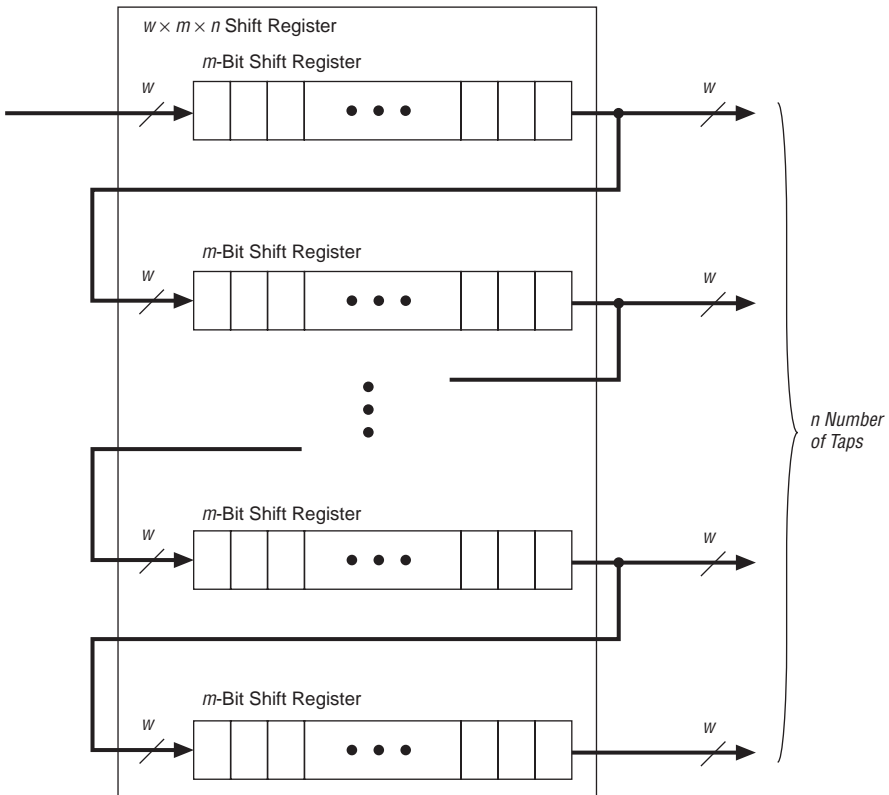 w × m × n Shift Register
m-Bit Shift Register
w
w
m-Bit Shift Register
w
w
n Number
of Taps
m-Bit Shift Register
w
w
m-Bit Shift Register
w
w